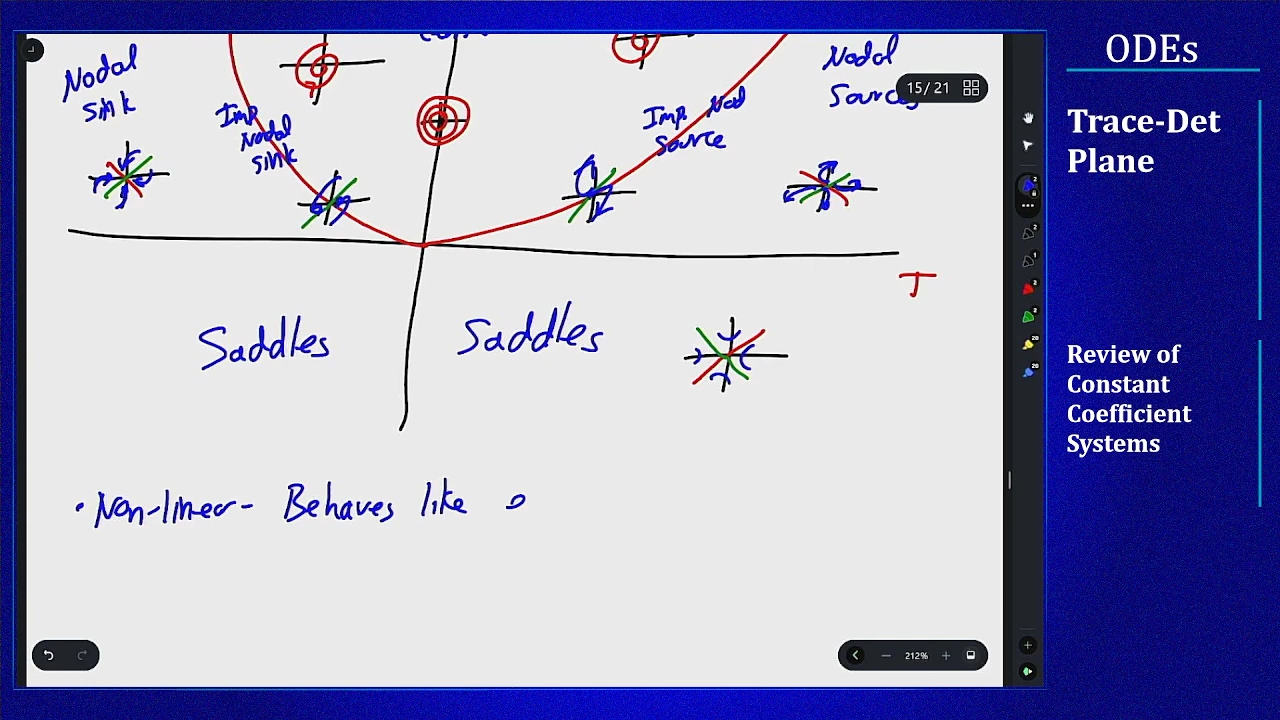 ODEs
Trace-Det
Plane
Review of
Constant
Coefficient
Systems
15/21
Nodal
Sink
Imp.
Nodal
Sink
Imp. Nod
Source
Nodal
Sources
T
Saddles
Saddles
• Non-linear - Behaves like
212%